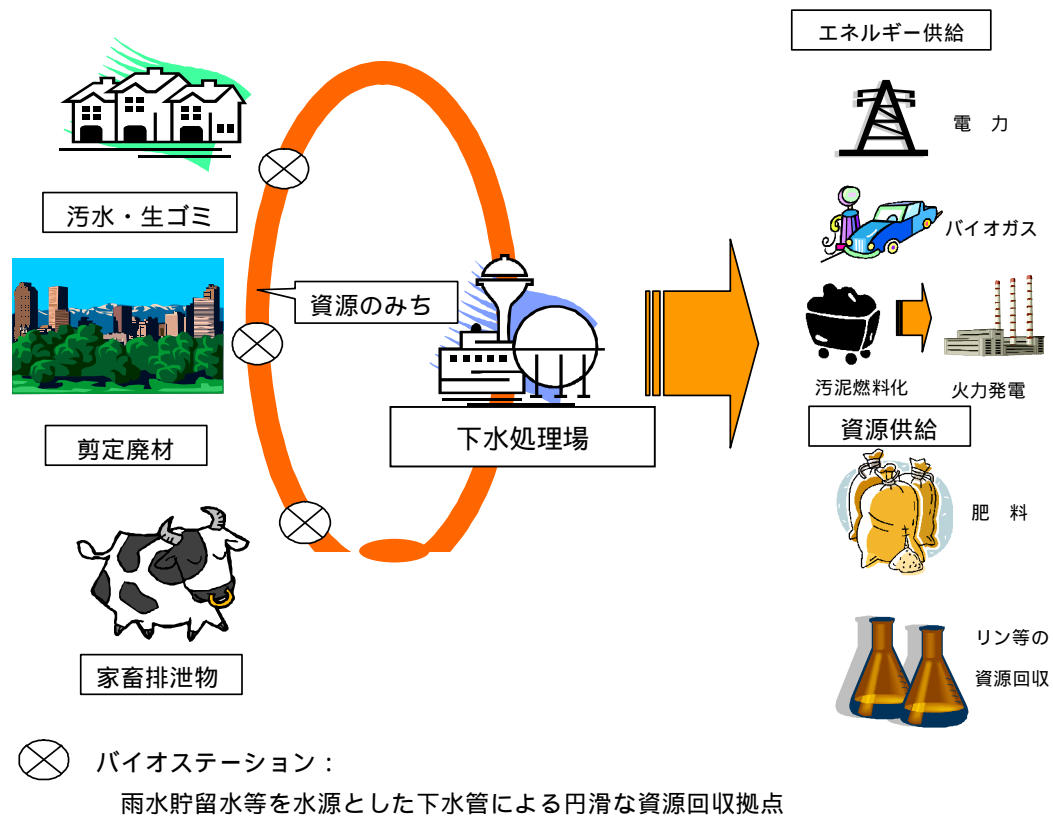 エネルギー供給
電 力
汚水・生ゴミ
バイオガス
資源のみち
汚泥燃料化
火力発電
剪定廃材
下水処理場
資源供給
肥 料
リン等の
資源回収
家畜排泄物
バイオステーション：
雨水貯留水等を水源とした下水管による円滑な資源回収拠点